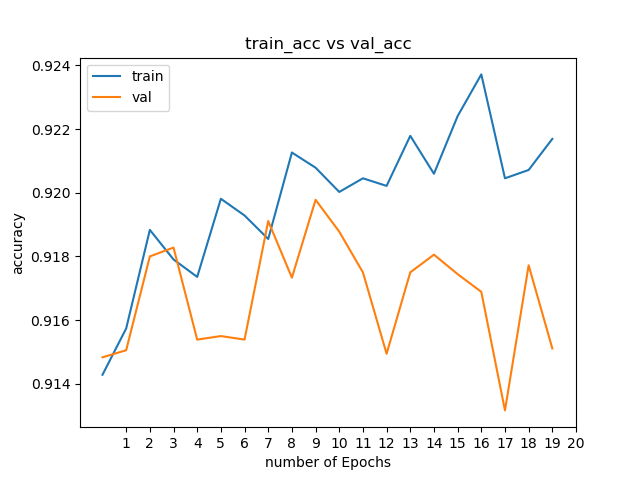 train_acc vs val_acc
train
val
accuracy
0.924
0.922
0.920
0.918
0.916
0.914
1 2 3 4 5 6 7 8 9 10 11 12 13 14 15 16 17 18 19 20
number of Epochs